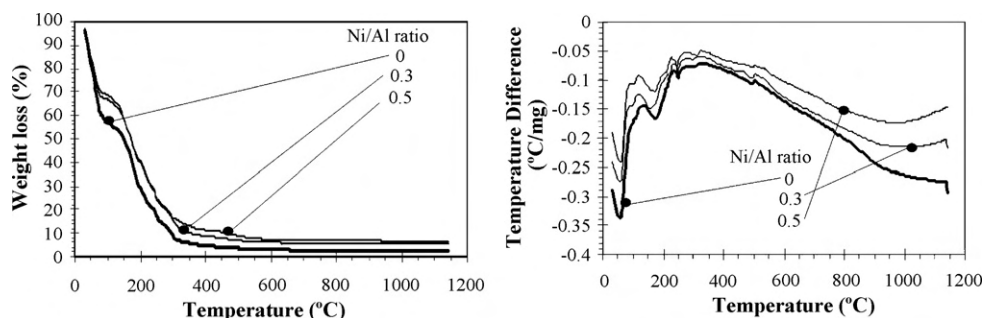 100
90
80
70
60
50
40
30
20
10
0
Weight loss (%)
Ni/Al ratio
0
0.3
0.5
0 200 400 600 800 1000 1200
Temperature (ºC)
0
-0.05
-0.1
-0.15
-0.2
-0.25
-0.3
-0.35
-0.4
Temperature Difference
(ºC/mg)
Ni/Al ratio
0
0.3
0.5
0 200 400 600 800 1000 1200
Temperature (ºC)